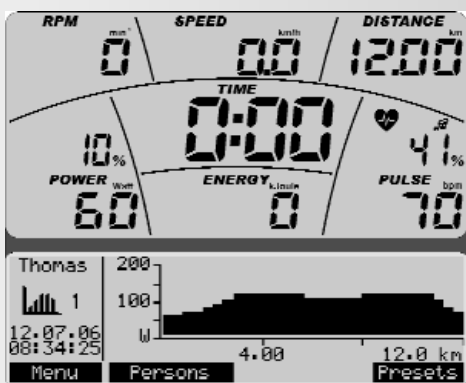 RPM SPEED DISTANCE
min⁻ km/h km
0 0.0 12.00
TIME
0:00
10% 41%
POWER Watt ENERGY kJoule PULSE bpm
60 0 70
Thomas
1
12.07.06
08:34:25
200
100
W
4.00 12.0 km
Menu Persons Presets